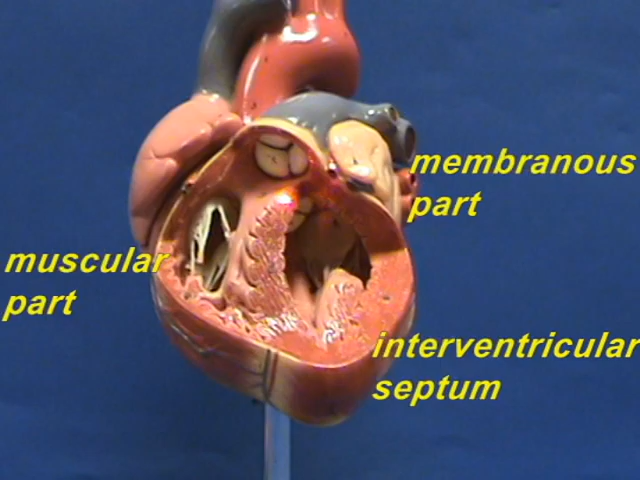 membranous
part
muscular
part
interventricular
septum